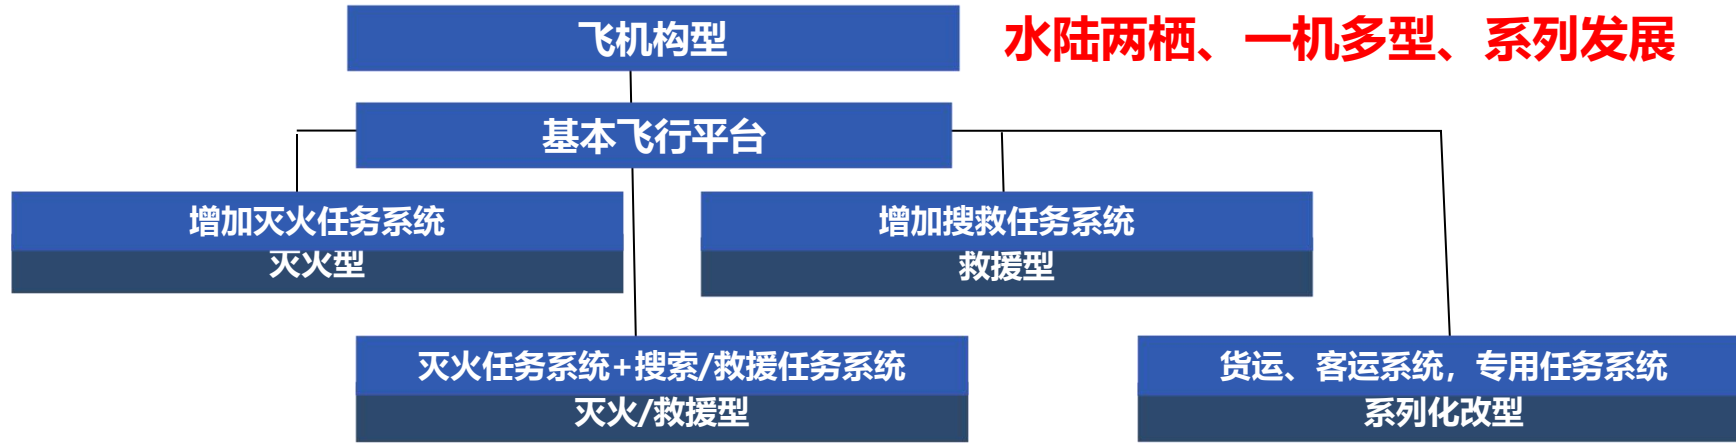 飞机构型
水陆两栖、一机多型、系列发展
基本飞行平台
增加灭火任务系统
灭火型
增加搜救任务系统
救援型
灭火任务系统+搜索/救援任务系统
灭火/救援型
货运、客运系统，专用任务系统
系列化改型